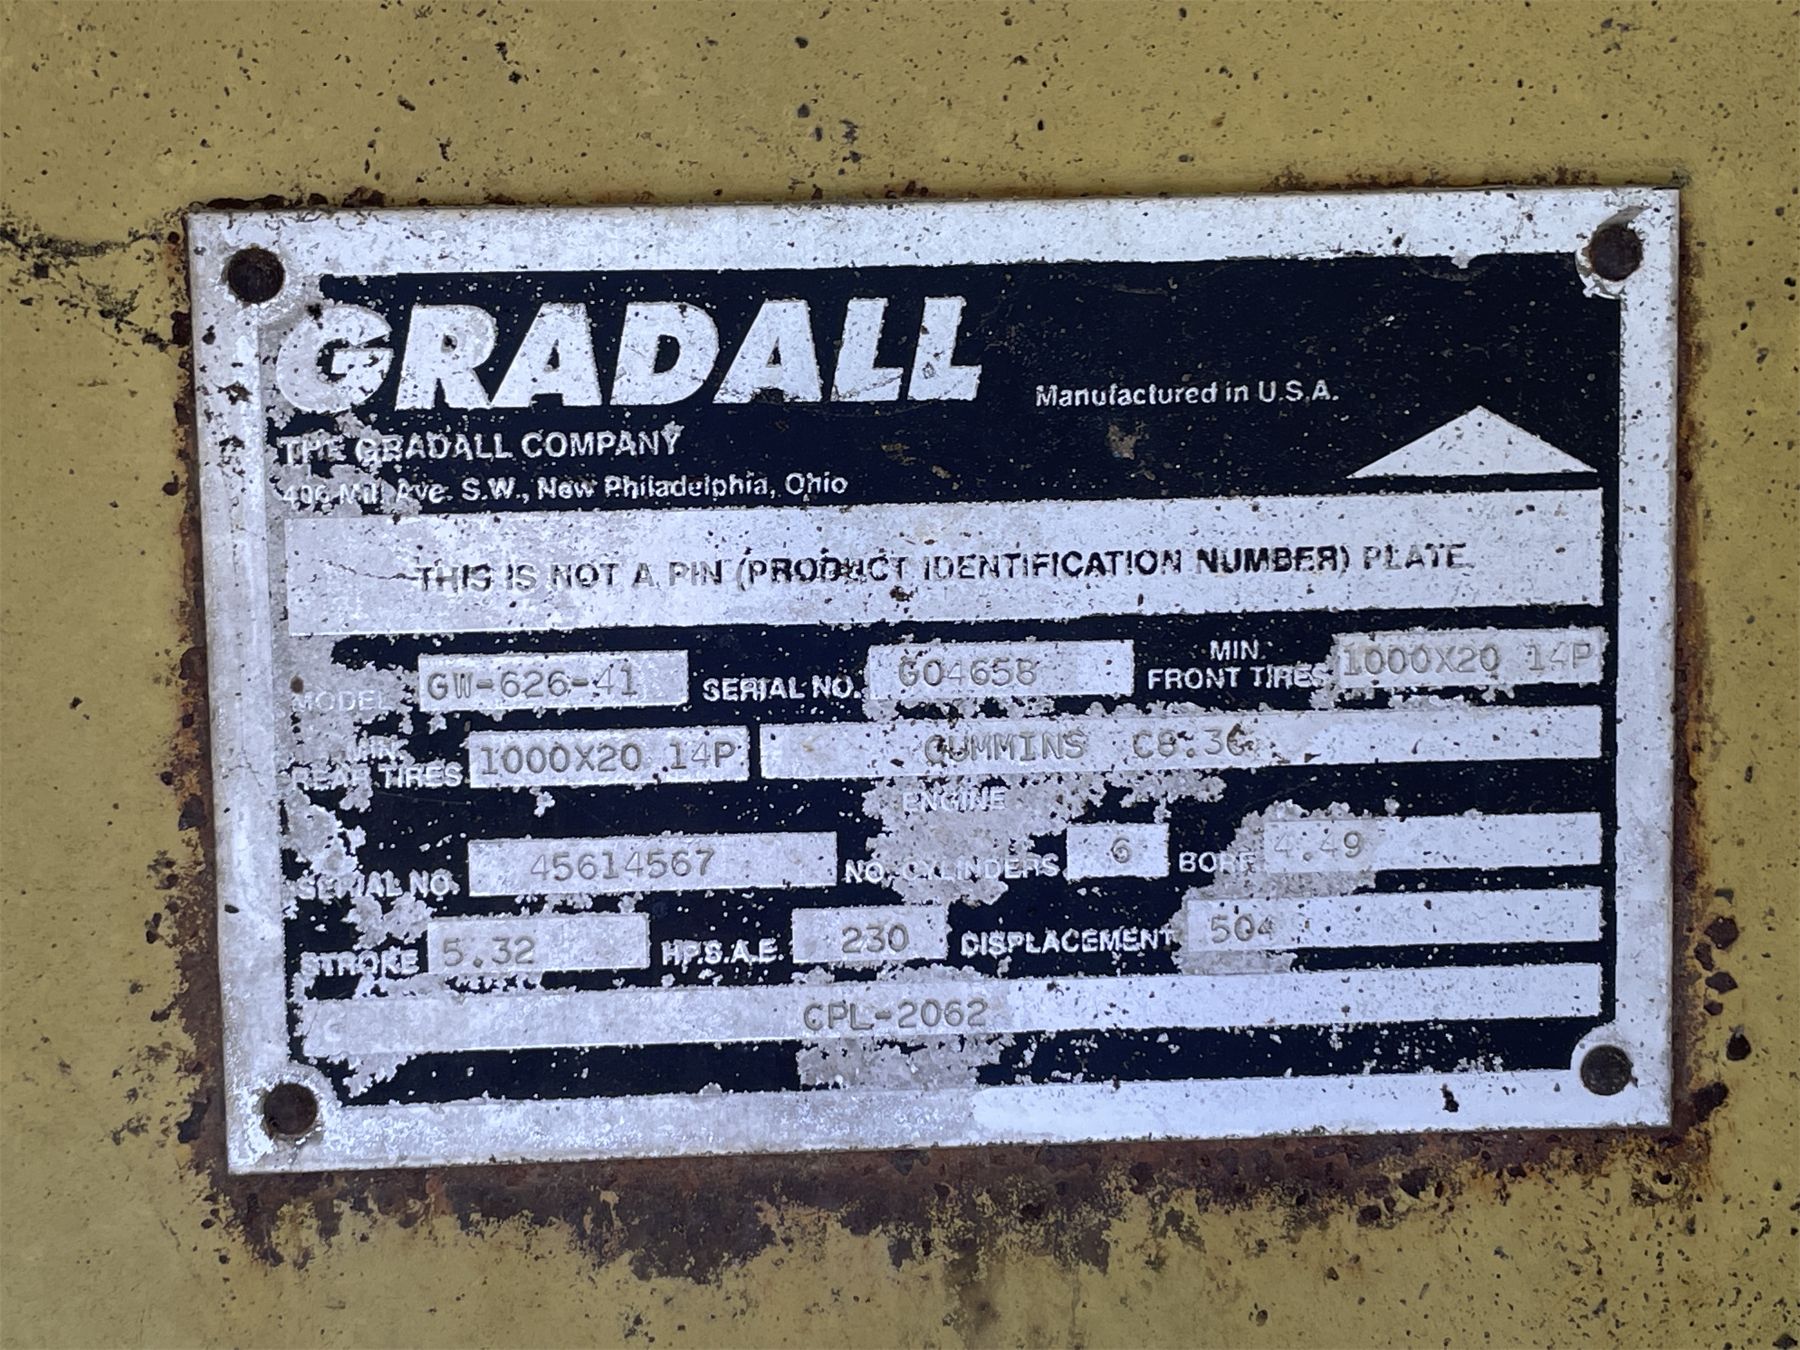 GRADALL
Manufactured in U.S.A.
THE GRADALL COMPANY
406 Mill Ave. S.W., New Philadelphia, Ohio
THIS IS NOT A PIN (PRODUCT IDENTIFICATION NUMBER) PLATE
MODEL GW-626-41 SERIAL NO. G04658 MIN. FRONT TIRES 1000X20 14P
MIN. REAR TIRES 1000X20 14P CUMMINS C8.3C
ENGINE
SERIAL NO. 45614567 NO. CYLINDERS 6 BORE 4.49
STROKE 5.32 HP.S.A.E. 230 DISPLACEMENT 504
C CPL-2062